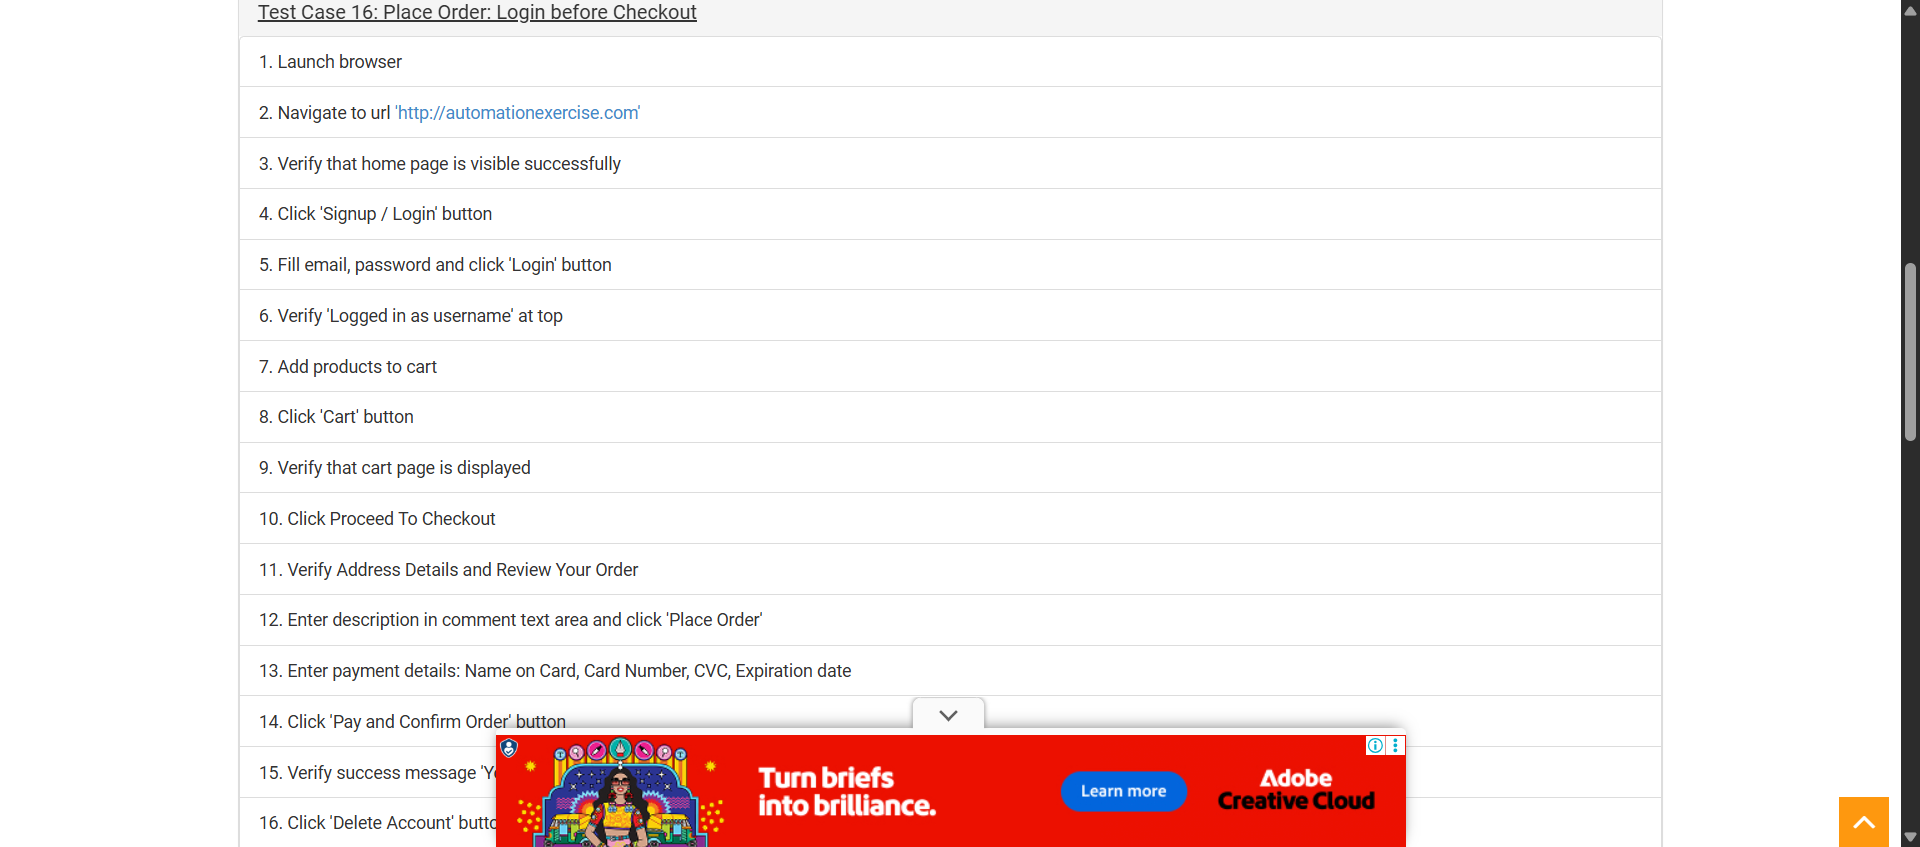 Test Case 16: Place Order: Login before Checkout
1. Launch browser
2. Navigate to url 'http://automationexercise.com'
3. Verify that home page is visible successfully
4. Click 'Signup / Login' button
5. Fill email, password and click 'Login' button
6. Verify 'Logged in as username' at top
7. Add products to cart
8. Click 'Cart' button
9. Verify that cart page is displayed
10. Click Proceed To Checkout
11. Verify Address Details and Review Your Order
12. Enter description in comment text area and click 'Place Order'
13. Enter payment details: Name on Card, Card Number, CVC, Expiration date
14. Click 'Pay and Confirm Order' button
15. Verify success message
16. Click 'Delete Account'
Turn briefs
into brilliance.
Learn more
Adobe
Creative Cloud